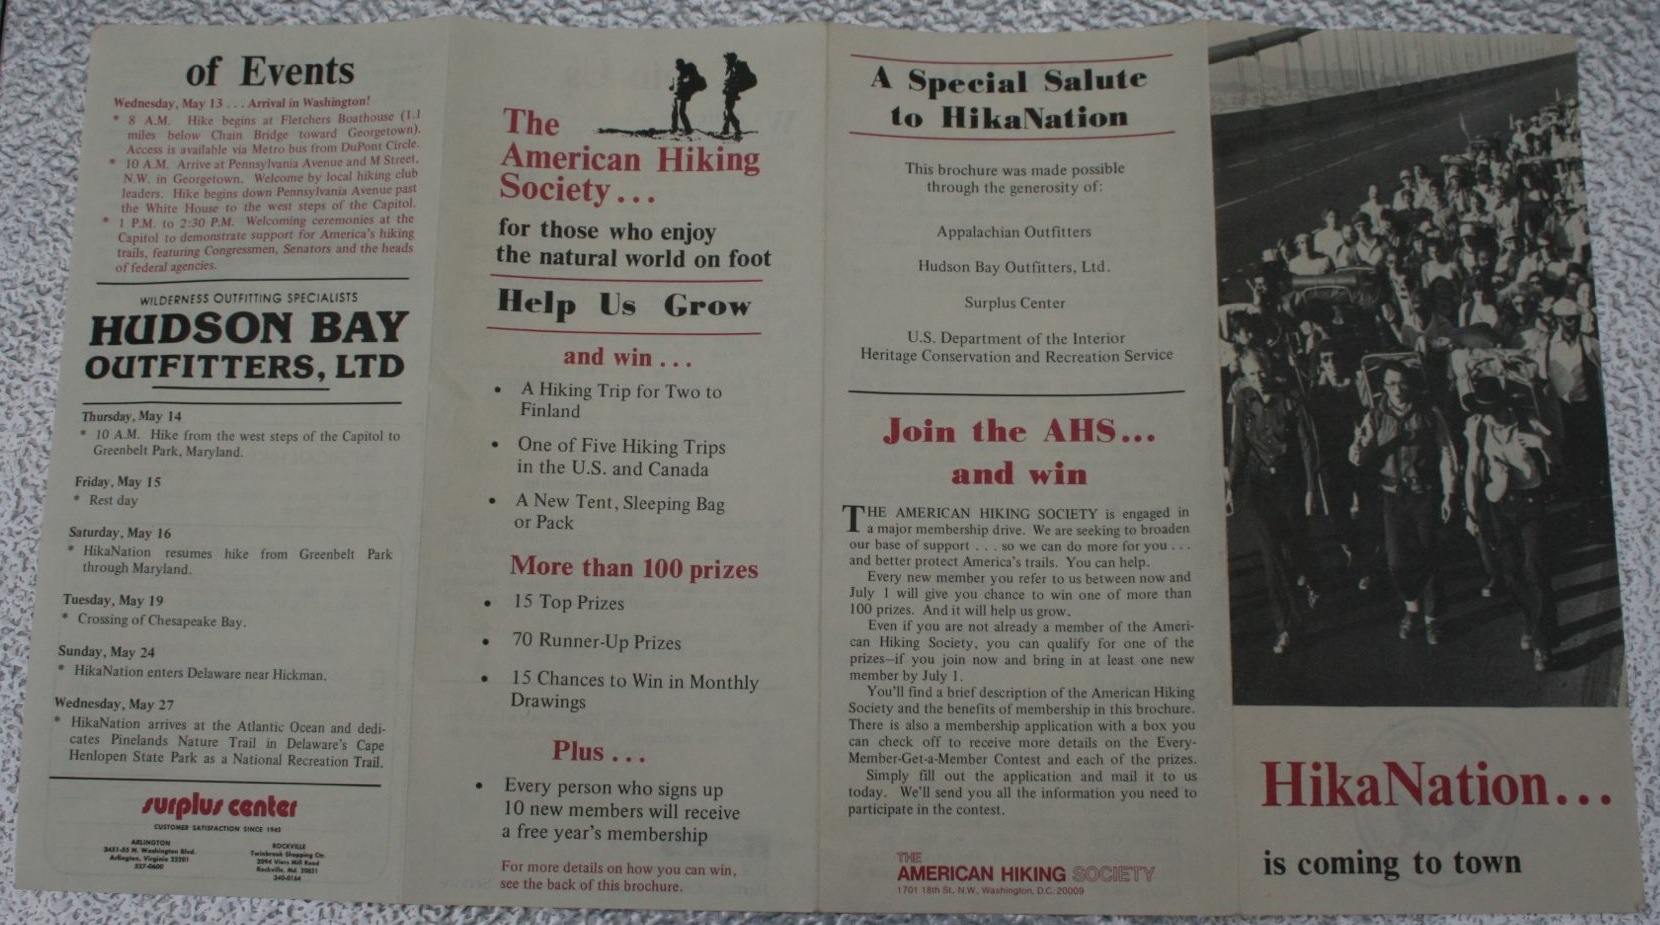 of Events
Wednesday, May 13 . . . Arrival in Washington!
* 8 A.M. Hike begins at Fletchers Boathouse (1.1
miles below Chain Bridge toward Georgetown).
Access is available via Metro bus from DuPont Circle.
* 10 A.M. Arrive at Pennsylvania Avenue and M Street,
N.W. in Georgetown. Welcome by local hiking club
leaders. Hike begins down Pennsylvania Avenue past
the White House to the west steps of the Capitol.
* 1 P.M. to 2:30 P.M. Welcoming ceremonies at the
Capitol to demonstrate support for America's hiking
trails, featuring Congressmen, Senators and the heads
of federal agencies.
WILDERNESS OUTFITTING SPECIALISTS
HUDSON BAY
OUTFITTERS, LTD
Thursday, May 14
* 10 A.M. Hike from the west steps of the Capitol to
Greenbelt Park, Maryland.
Friday, May 15
* Rest day
Saturday, May 16
* HikaNation resumes hike from Greenbelt Park
through Maryland.
Tuesday, May 19
* Crossing of Chesapeake Bay.
Sunday, May 24
* HikaNation enters Delaware near Hickman.
Wednesday, May 27
* HikaNation arrives at the Atlantic Ocean and dedi-
cates Pinelands Nature Trail in Delaware's Cape
Henlopen State Park as a National Recreation Trail.
surplus center
CUSTOMER SATISFACTION SINCE 1945
ARLINGTON
3451-55 N. Washington Blvd.
Arlington, Virginia 22201
527-0600
ROCKVILLE
Twinbrook Shopping Ctr.
2094 Viers Mill Road
Rockville, Md. 20851
340-0164
The
American Hiking
Society . . .
for those who enjoy
the natural world on foot
Help Us Grow
and win . . .
• A Hiking Trip for Two to
Finland
• One of Five Hiking Trips
in the U.S. and Canada
• A New Tent, Sleeping Bag
or Pack
More than 100 prizes
• 15 Top Prizes
• 70 Runner-Up Prizes
• 15 Chances to Win in Monthly
Drawings
Plus . . .
• Every person who signs up
10 new members will receive
a free year's membership
For more details on how you can win,
see the back of this brochure.
A Special Salute
to HikaNation
This brochure was made possible
through the generosity of:
Appalachian Outfitters
Hudson Bay Outfitters, Ltd.
Surplus Center
U.S. Department of the Interior
Heritage Conservation and Recreation Service
Join the AHS...
and win
THE AMERICAN HIKING SOCIETY is engaged in
a major membership drive. We are seeking to broaden
our base of support . . . so we can do more for you . . .
and better protect America's trails. You can help.
Every new member you refer to us between now and
July 1 will give you chance to win one of more than
100 prizes. And it will help us grow.
Even if you are not already a member of the Ameri-
can Hiking Society, you can qualify for one of the
prizes—if you join now and bring in at least one new
member by July 1.
You'll find a brief description of the American Hiking
Society and the benefits of membership in this brochure.
There is also a membership application with a box you
can check off to receive more details on the Every-
Member-Get-a-Member Contest and each of the prizes.
Simply fill out the application and mail it to us
today. We'll send you all the information you need to
participate in the contest.
THE
AMERICAN HIKING SOCIETY
1701 18th St., N.W., Washington, D.C. 20009
HikaNation...
is coming to town